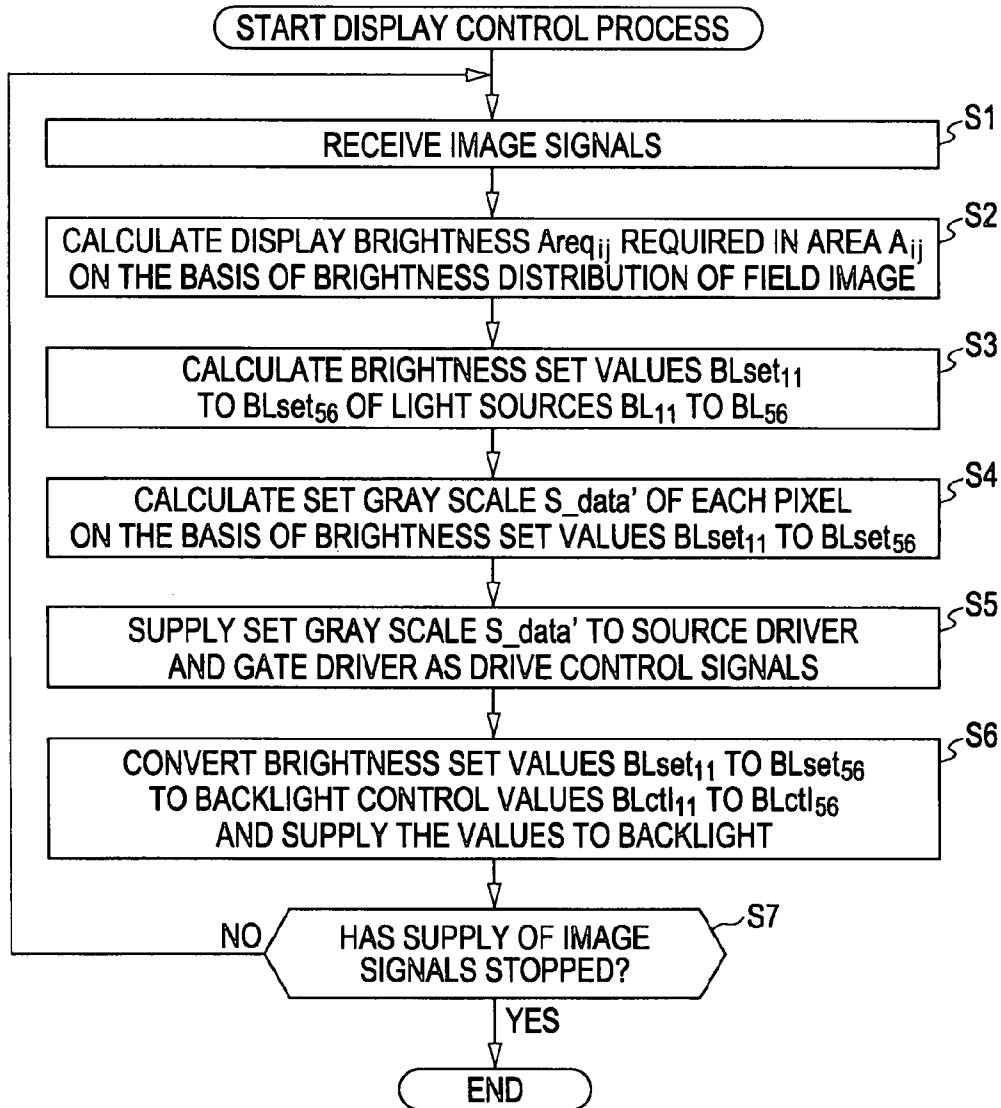 START DISPLAY CONTROL PROCESS
S1
RECEIVE IMAGE SIGNALS
S2
CALCULATE DISPLAY BRIGHTNESS Areqij REQUIRED IN AREA Aij
ON THE BASIS OF BRIGHTNESS DISTRIBUTION OF FIELD IMAGE
S3
CALCULATE BRIGHTNESS SET VALUES BLset11
TO BLset56 OF LIGHT SOURCES BL11 TO BL56
S4
CALCULATE SET GRAY SCALE S_data' OF EACH PIXEL
ON THE BASIS OF BRIGHTNESS SET VALUES BLset11 TO BLset56
S5
SUPPLY SET GRAY SCALE S_data' TO SOURCE DRIVER
AND GATE DRIVER AS DRIVE CONTROL SIGNALS
S6
CONVERT BRIGHTNESS SET VALUES BLset11 TO BLset56
TO BACKLIGHT CONTROL VALUES BLctl11 TO BLctl56
AND SUPPLY THE VALUES TO BACKLIGHT
S7
NO
HAS SUPPLY OF IMAGE
SIGNALS STOPPED?
YES
END